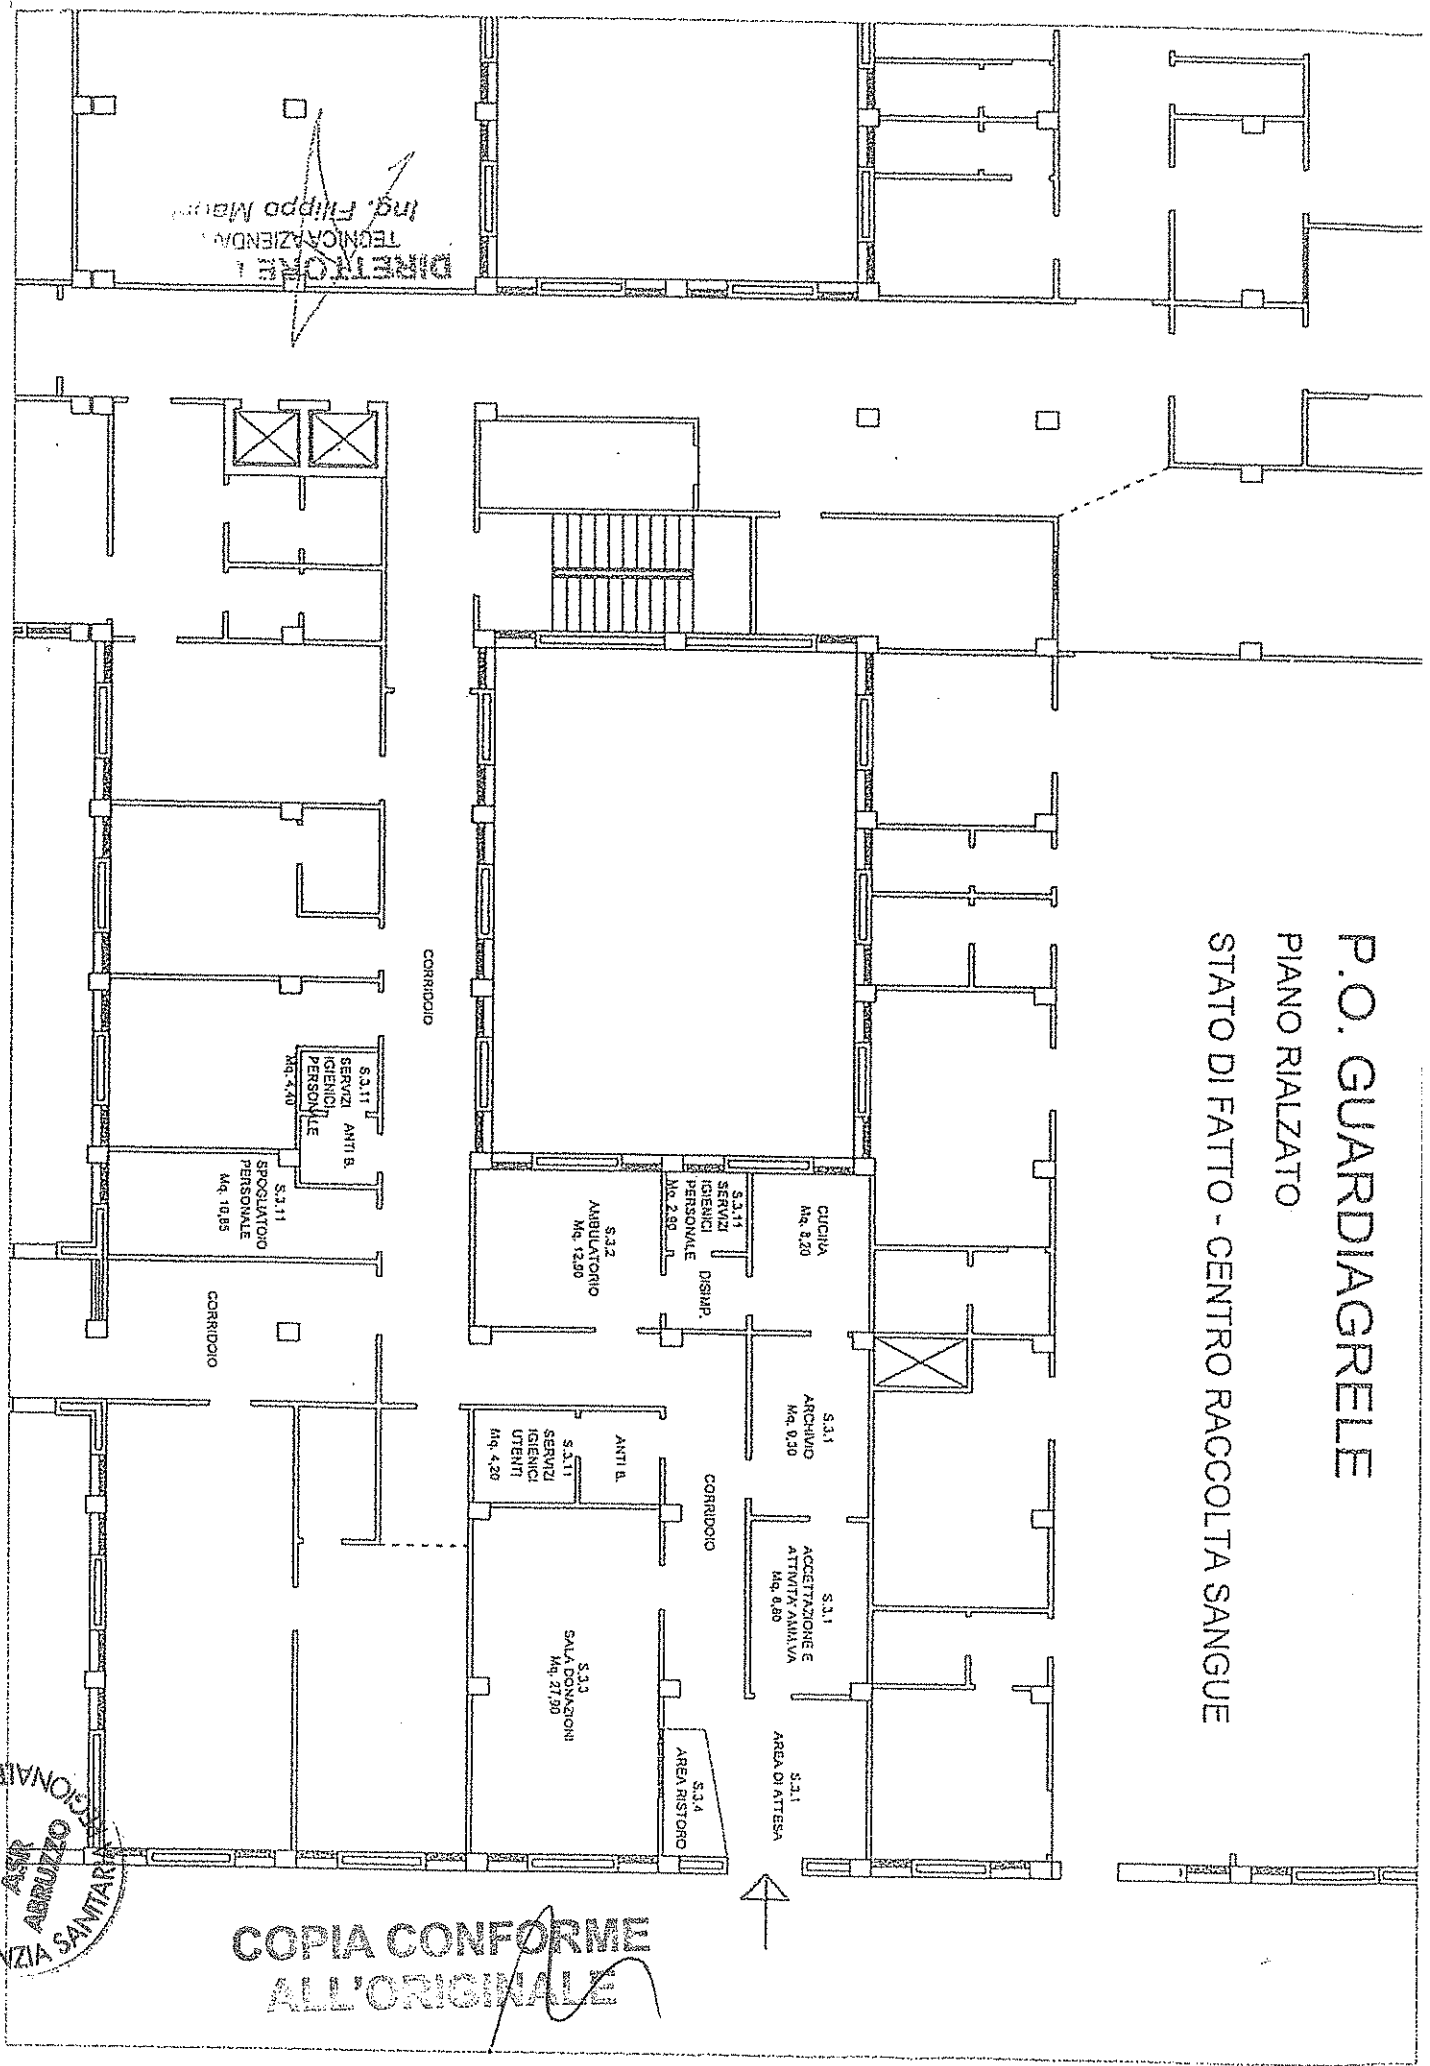 P.O. GUARDIAGRELE
PIANO RIALZATO
STATO DI FATTO - CENTRO RACCOLTA SANGUE
DIRETTORE
Ing. Filippo
CORRIDOIO
S.3.11
SERVIZI
IGIENICI
PERSONALE
Mq. 4,40
ANTI B.
S.3.11
SPOGLIATOIO
PERSONALE
Mq. 10,85
CORRIDOIO
CUCINA
Mq. 8,20
S.3.11
SERVIZI
IGIENICI
PERSONALE
Mq. 2,90
DISIMP.
S.3.2
AMBULATORIO
Mq. 12,90
S.3.1
ARCHIVIO
Mq. 9,30
CORRIDOIO
ANTI B.
S.3.11
SERVIZI
IGIENICI
UTENTI
Mq. 4,20
S.3.1
ACCETTAZIONE E
ATTIVITA' AMM.VA
Mq. 8,80
S.3.3
SALA DONAZIONI
Mq. 27,90
S.3.1
AREA DI ATTESA
S.3.4
AREA RISTORO
COPIA CONFORME
ALL'ORIGINALE
ASR
ABRUZZO
SANITARIA